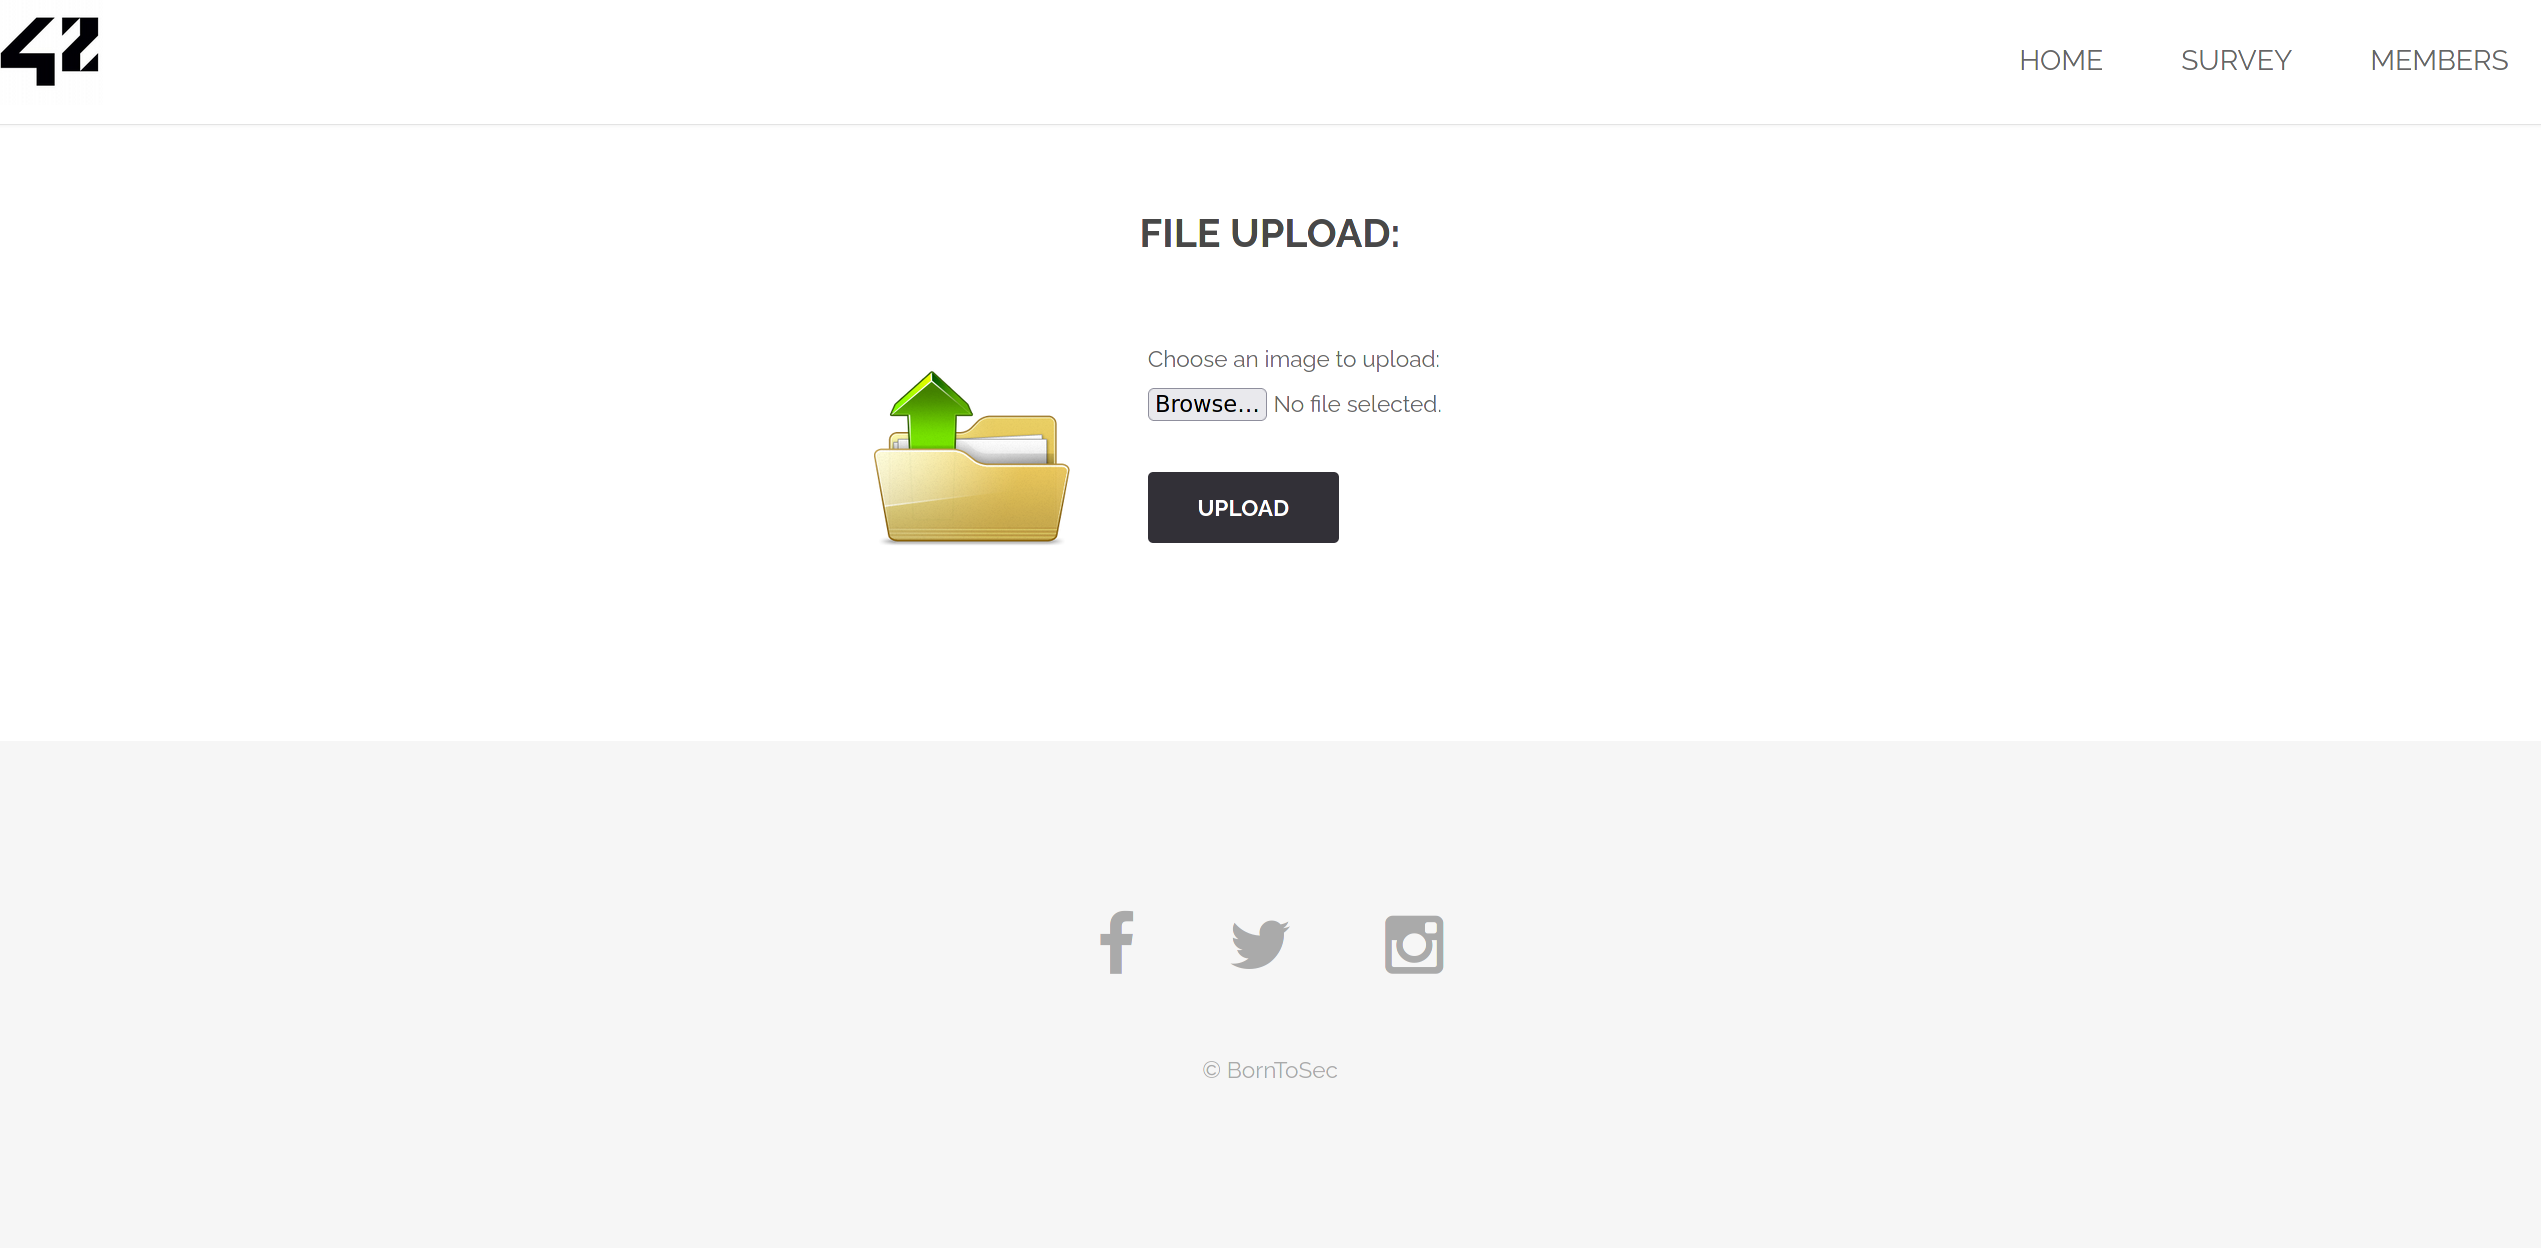 42
HOME SURVEY MEMBERS
FILE UPLOAD:
Choose an image to upload:
Browse... No file selected.
UPLOAD
© BornToSec